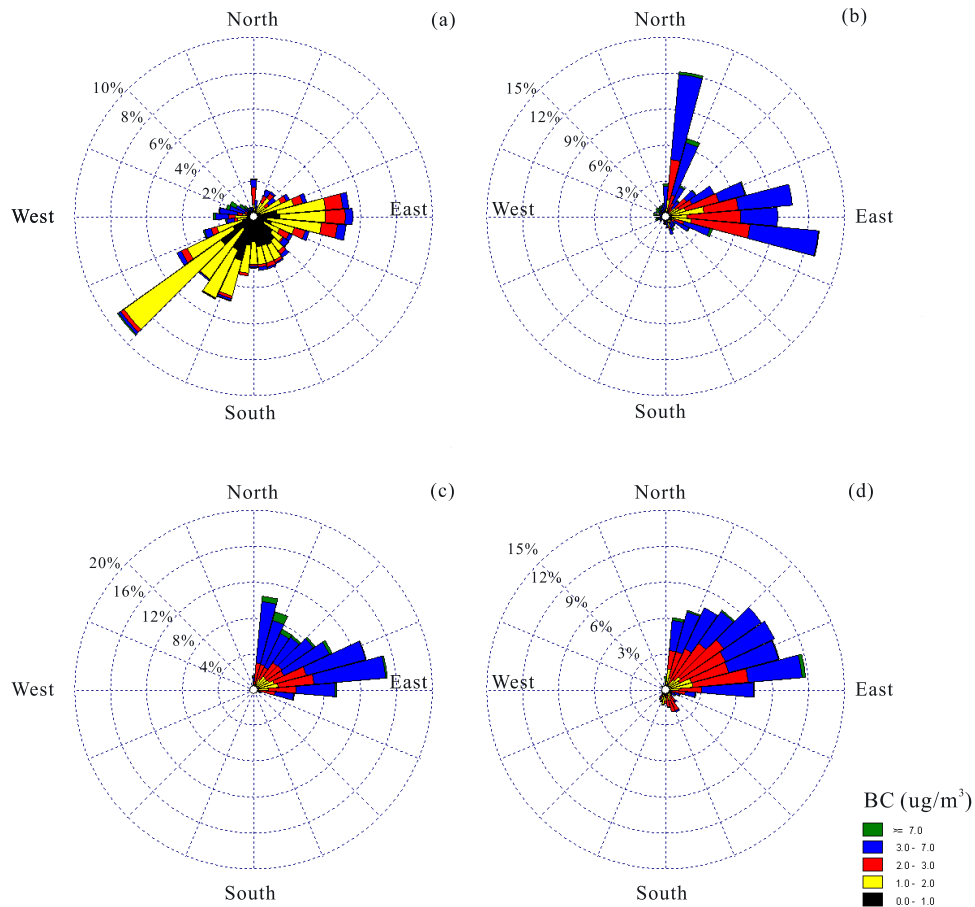 North
(a)
10%
8%
6%
4%
2%
West
East
South
North
(b)
15%
12%
9%
6%
3%
West
East
South
North
(c)
20%
16%
12%
8%
4%
West
East
South
North
(d)
15%
12%
9%
6%
3%
West
East
South
BC (ug/m³)
>= 7.0
3.0 - 7.0
2.0 - 3.0
1.0 - 2.0
0.0 - 1.0